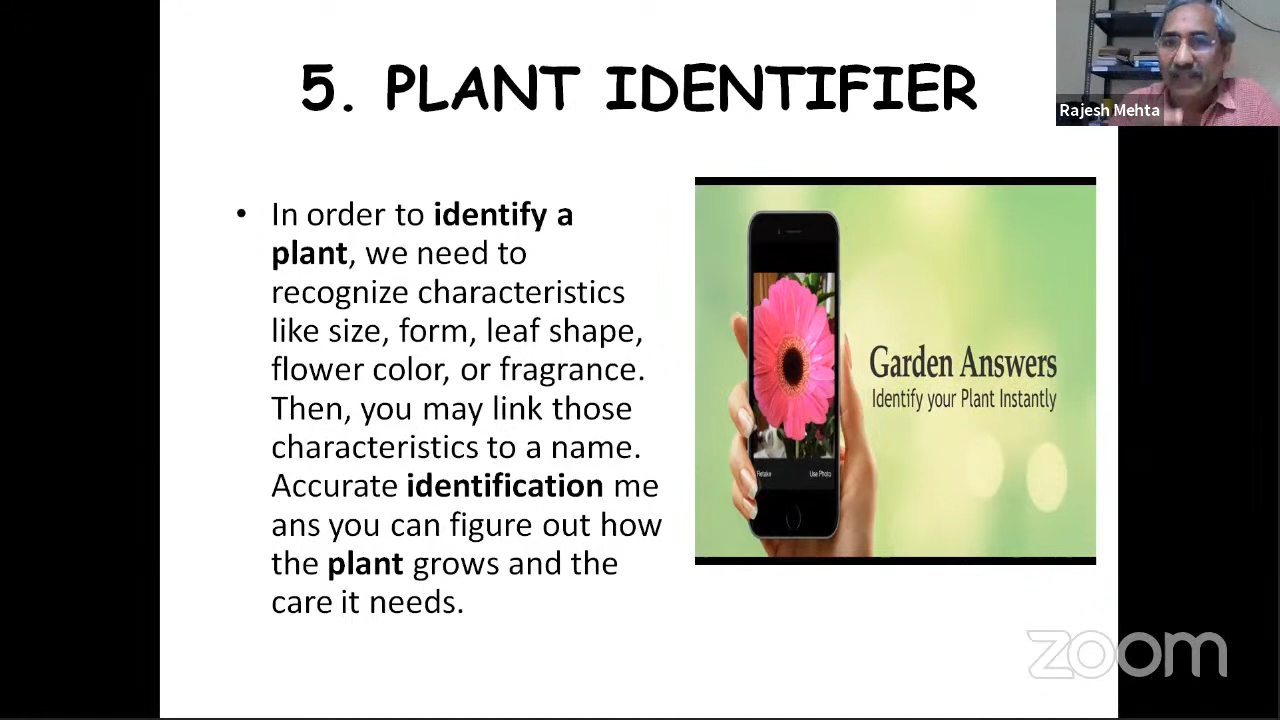 5. PLANT IDENTIFIER
Rajesh Mehta
• In order to identify a
plant, we need to
recognize characteristics
like size, form, leaf shape,
flower color, or fragrance.
Then, you may link those
characteristics to a name.
Accurate identification me
ans you can figure out how
the plant grows and the
care it needs.
Garden Answers
Identify your Plant Instantly
Retake Use Photo
zoom